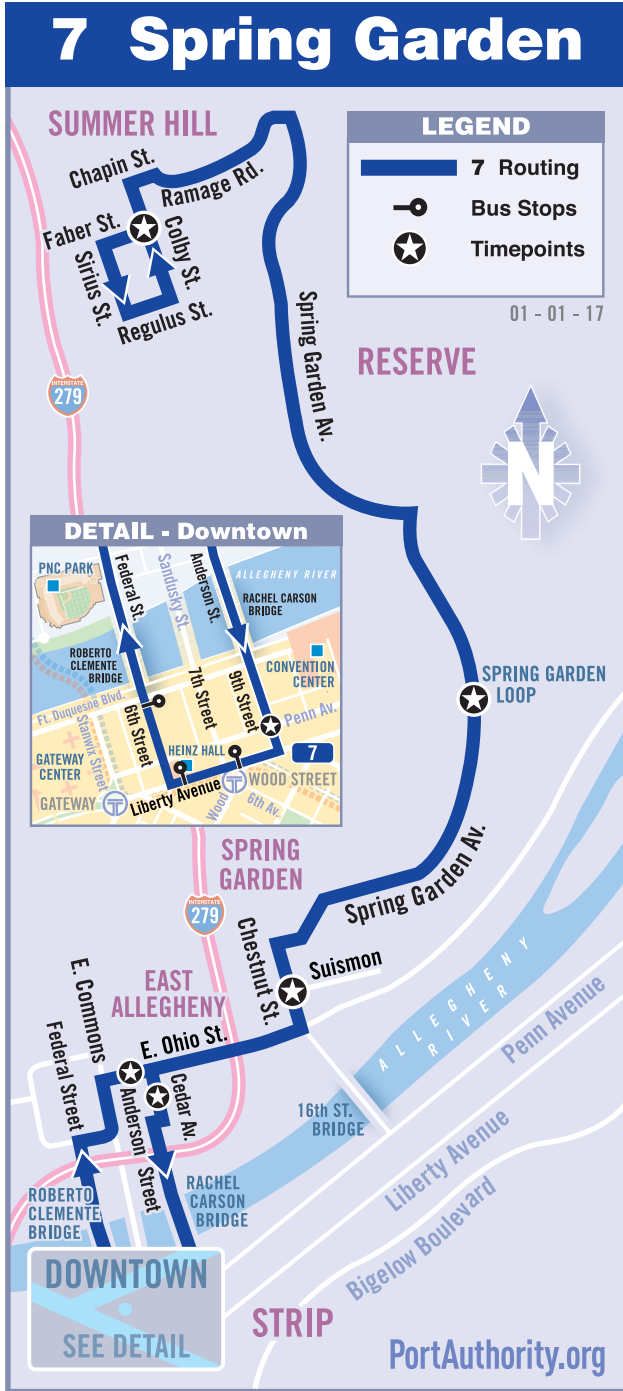 7 Spring Garden
SUMMER HILL
Chapin St.
Ramage Rd.
Faber St.
Colby St.
Sirius St.
Regulus St.
LEGEND
7 Routing
Bus Stops
Timepoints
01 - 01 - 17
Spring Garden Av.
RESERVE
INTERSTATE
279
N
DETAIL - Downtown
PNC PARK
Federal St.
Sandusky St.
Anderson St.
ALLEGHENY RIVER
RACHEL CARSON
BRIDGE
ROBERTO
CLEMENTE
BRIDGE
CONVENTION
CENTER
Ft. Duquesne Blvd.
6th Street
7th Street
9th Street
Penn Av.
Stanwix Street
HEINZ HALL
7
GATEWAY
CENTER
WOOD STREET
T
GATEWAY
T
Liberty Avenue
Wood
6th Av.
SPRING GARDEN
LOOP
SPRING
GARDEN
Spring Garden Av.
INTERSTATE
279
Chestnut St.
Suismon
EAST
ALLEGHENY
E. Commons
E. Ohio St.
Federal Street
Cedar Av.
Anderson Street
ALLEGHENY
RIVER
Penn Avenue
16th ST.
BRIDGE
Liberty Avenue
Bigelow Boulevard
ROBERTO
CLEMENTE
BRIDGE
RACHEL
CARSON
BRIDGE
DOWNTOWN
SEE DETAIL
STRIP
PortAuthority.org